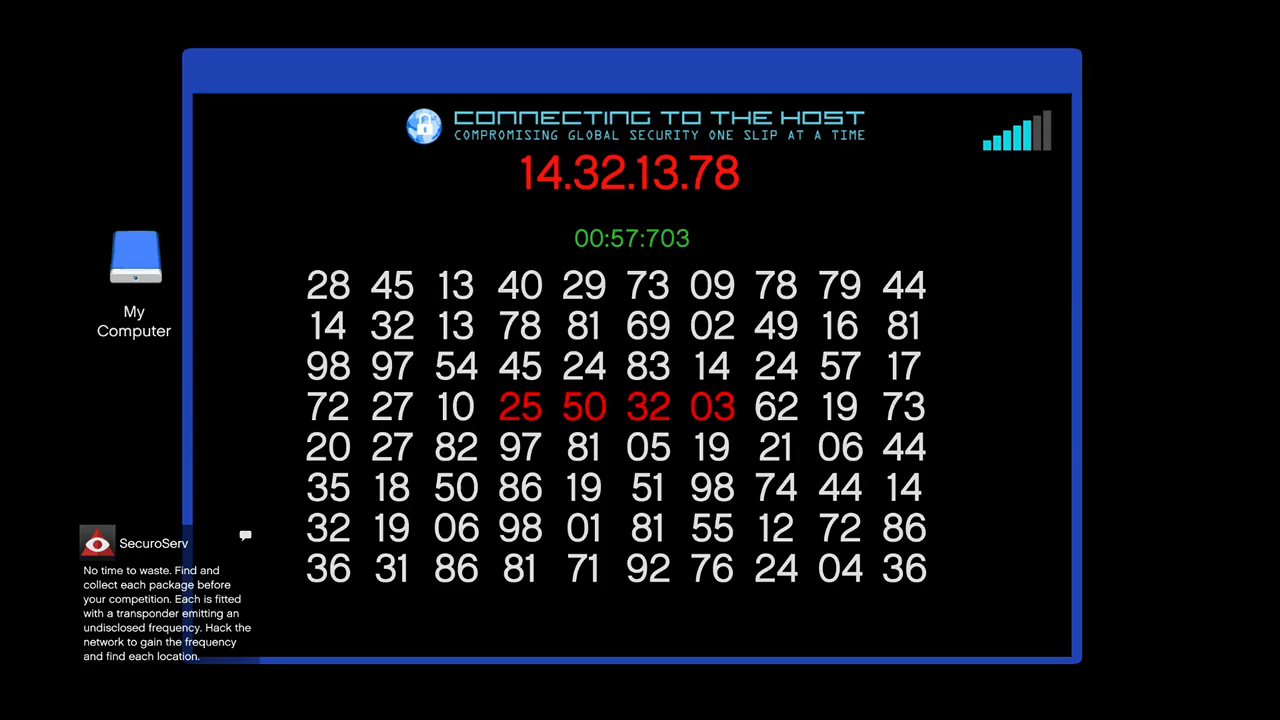 CONNECTING TO THE HOST
COMPROMISING GLOBAL SECURITY ONE SLIP AT A TIME
14.32.13.78
00:57:703
28 45 13 40 29 73 09 78 79 44
14 32 13 78 81 69 02 49 16 81
98 97 54 45 24 83 14 24 57 17
72 27 10 25 50 32 03 62 19 73
20 27 82 97 81 05 19 21 06 44
35 18 50 86 19 51 98 74 44 14
32 19 06 98 01 81 55 12 72 86
36 31 86 81 71 92 76 24 04 36
My
Computer
SecuroServ
No time to waste. Find and
collect each package before
your competition. Each is fitted
with a transponder emitting an
undisclosed frequency. Hack the
network to gain the frequency
and find each location.